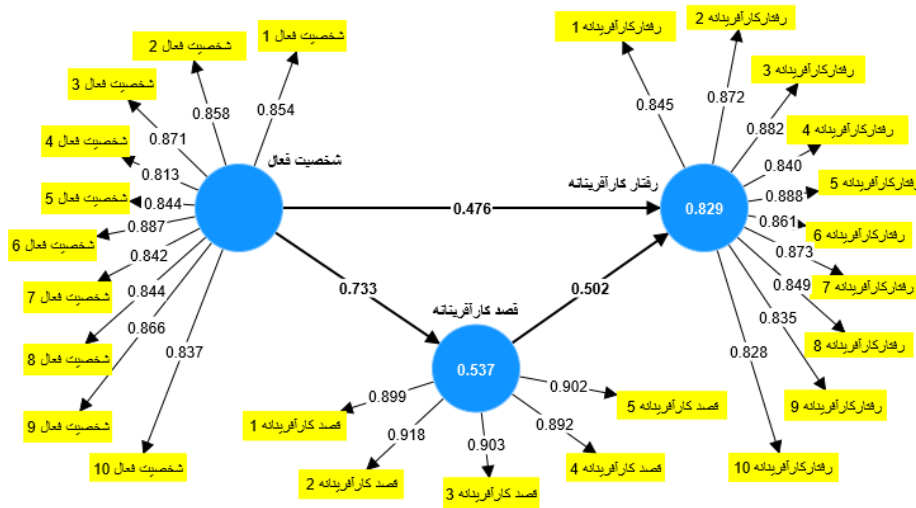 شخصیت فعال 1
شخصیت فعال 2
شخصیت فعال 3
شخصیت فعال 4
شخصیت فعال 5
شخصیت فعال 6
شخصیت فعال 7
شخصیت فعال 8
شخصیت فعال 9
شخصیت فعال 10
0.854
0.858
0.871
0.813
0.844
0.887
0.842
0.844
0.866
0.837
شخصیت فعال
0.476
0.733
0.502
رفتار کارآفرینانه
0.829
رفتارکارآفرینانه 1
رفتارکارآفرینانه 2
رفتارکارآفرینانه 3
رفتارکارآفرینانه 4
رفتارکارآفرینانه 5
رفتارکارآفرینانه 6
رفتارکارآفرینانه 7
رفتارکارآفرینانه 8
رفتارکارآفرینانه 9
رفتارکارآفرینانه 10
0.845
0.872
0.882
0.840
0.888
0.861
0.873
0.849
0.835
0.828
قصد کارآفرینانه
0.537
0.899
0.918
0.903
0.892
0.902
قصد کارآفرینانه 1
قصد کارآفرینانه 2
قصد کارآفرینانه 3
قصد کارآفرینانه 4
قصد کارآفرینانه 5